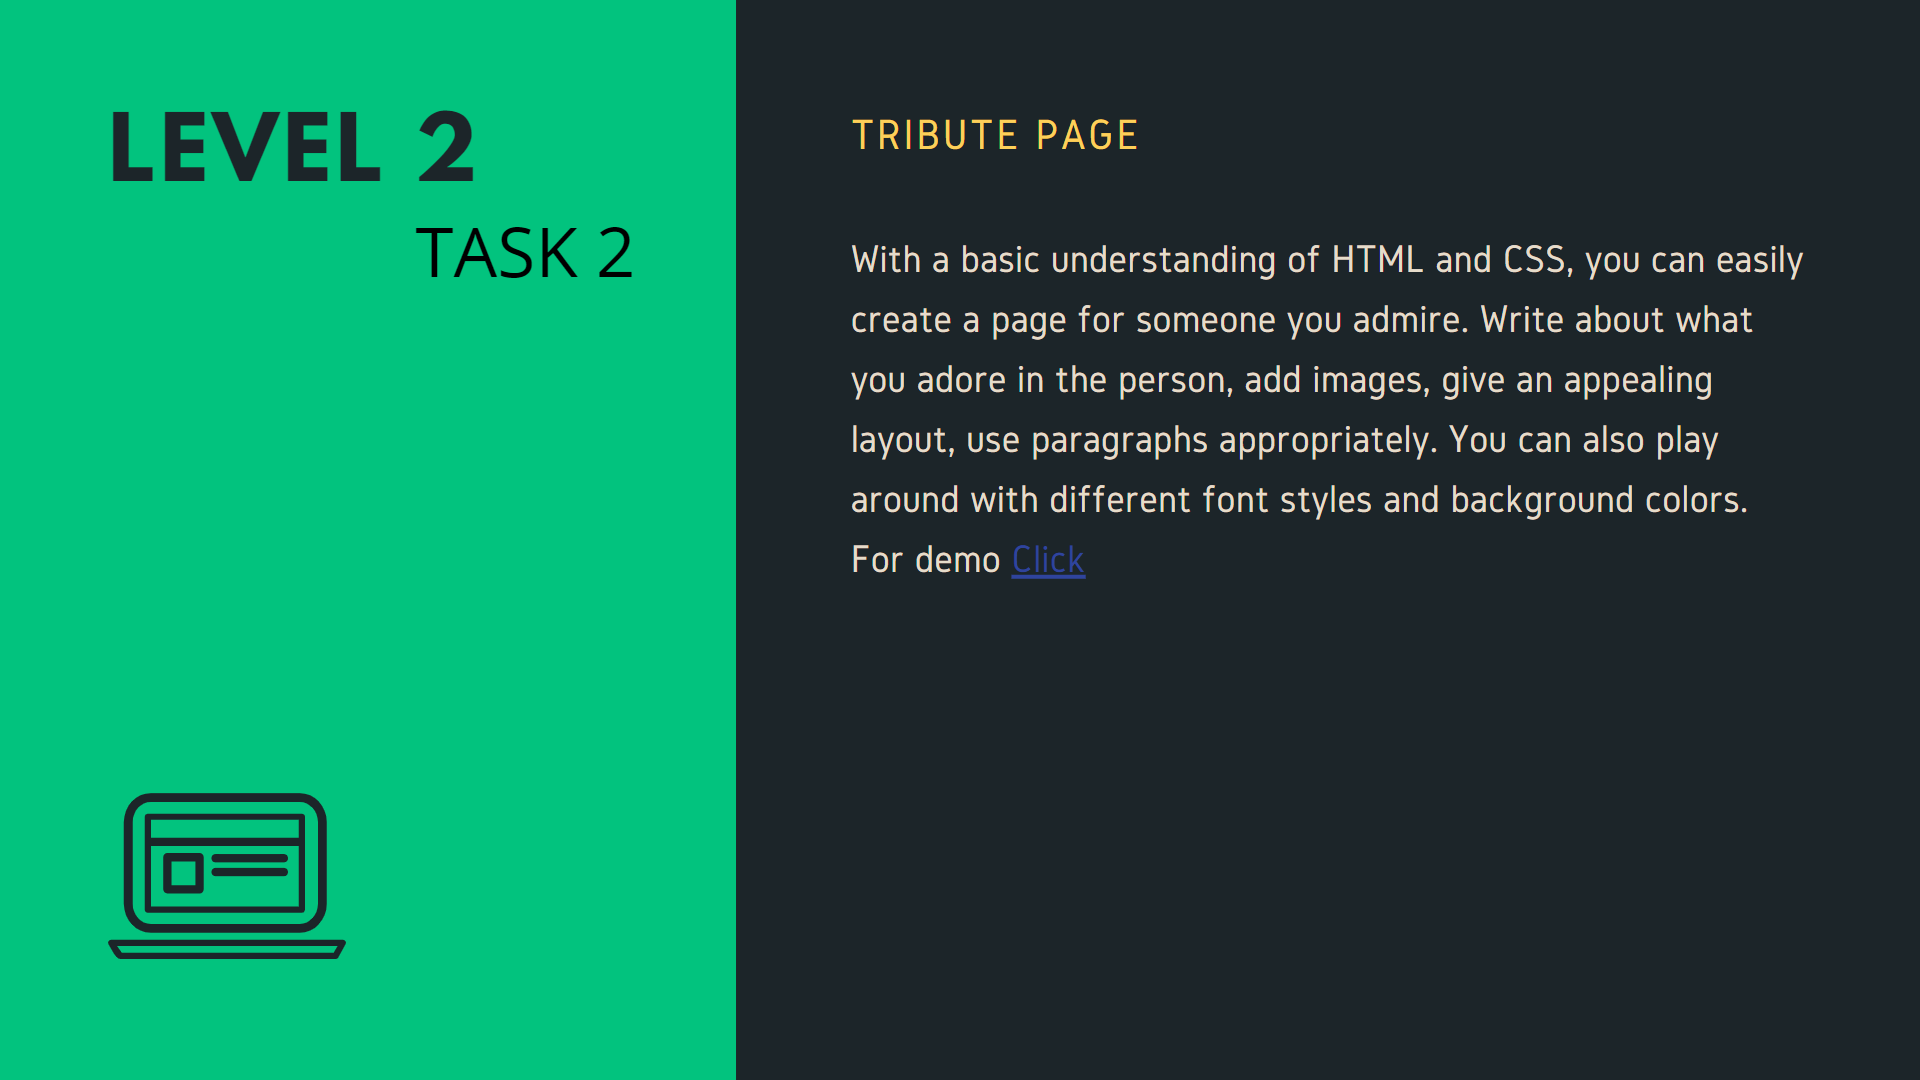 LEVEL 2
TASK 2
TRIBUTE PAGE
With a basic understanding of HTML and CSS, you can easily
create a page for someone you admire. Write about what
you adore in the person, add images, give an appealing
layout, use paragraphs appropriately. You can also play
around with different font styles and background colors.
For demo Click